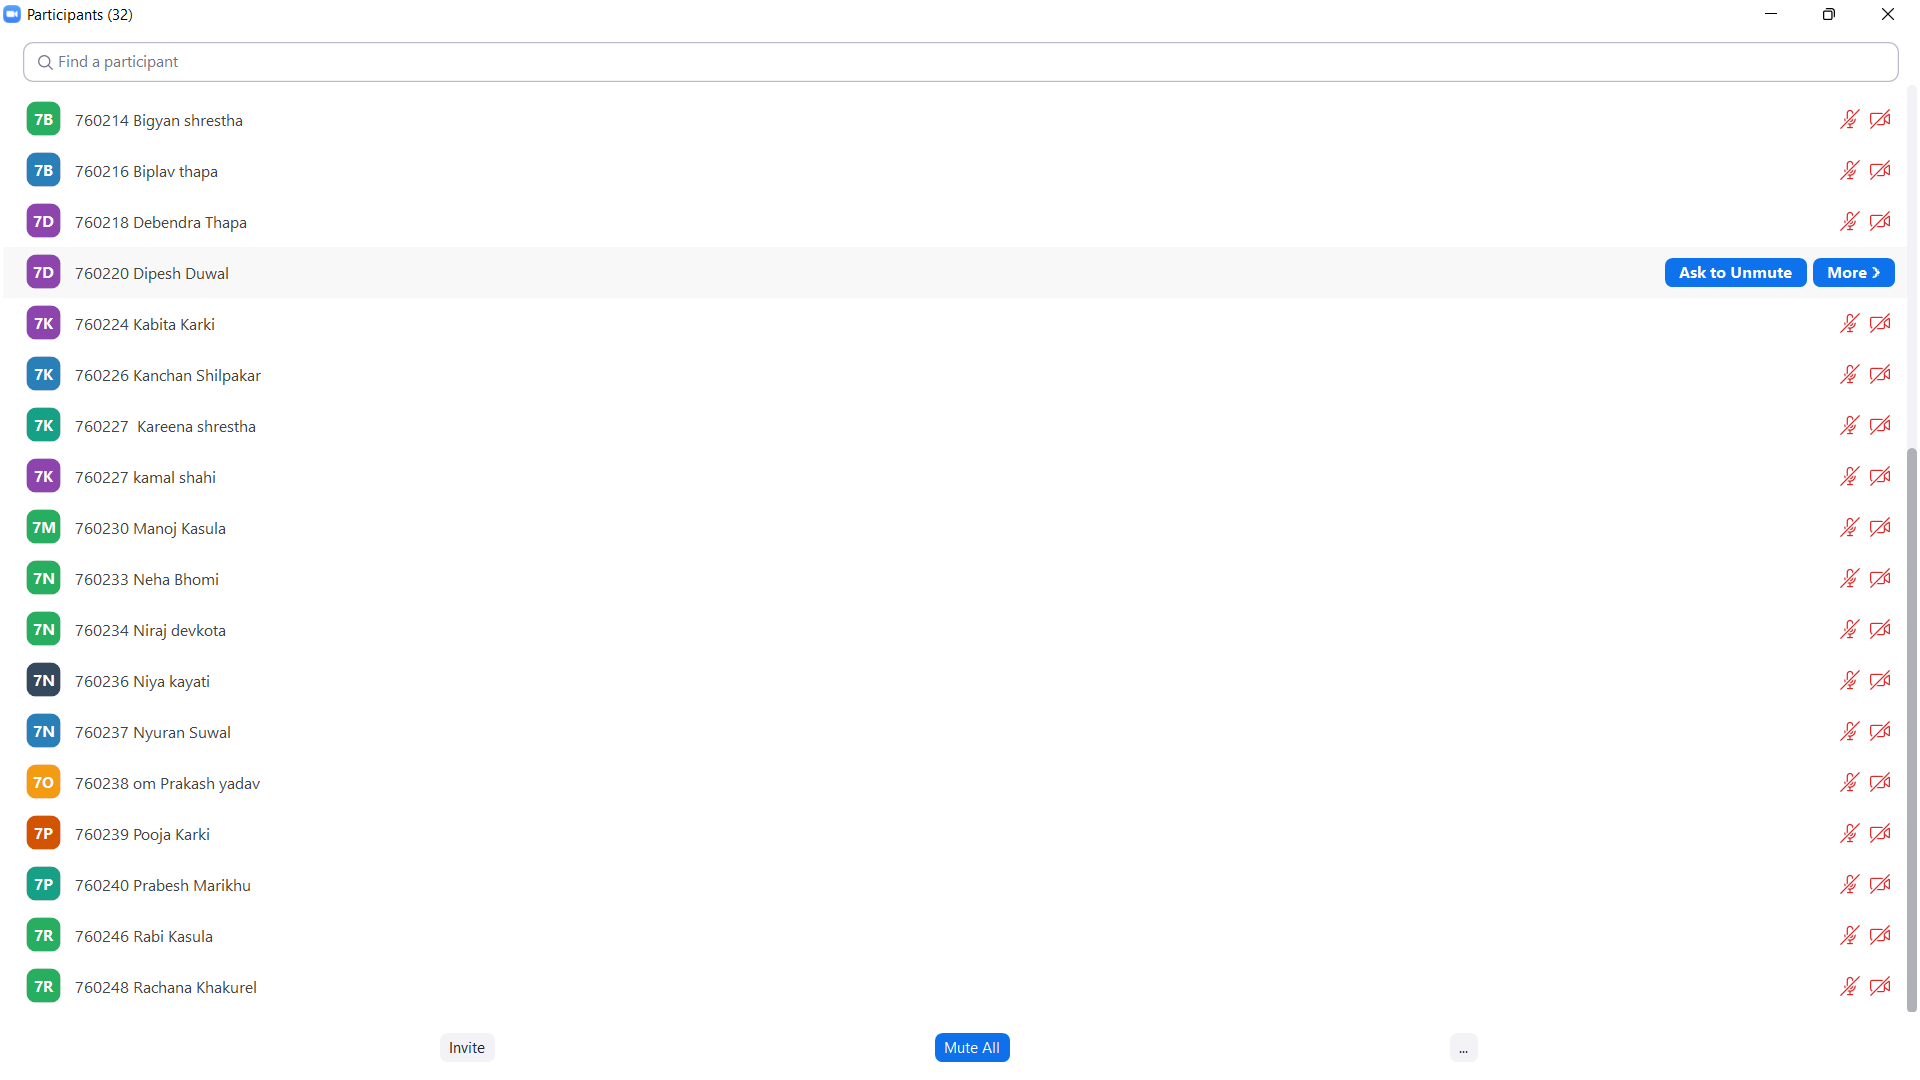 Participants (32)
Find a participant
7B 760214 Bigyan shrestha
7B 760216 Biplav thapa
7D 760218 Debendra Thapa
7D 760220 Dipesh Duwal Ask to Unmute More
7K 760224 Kabita Karki
7K 760226 Kanchan Shilpakar
7K 760227  Kareena shrestha
7K 760227 kamal shahi
7M 760230 Manoj Kasula
7N 760233 Neha Bhomi
7N 760234 Niraj devkota
7N 760236 Niya kayati
7N 760237 Nyuran Suwal
7O 760238 om Prakash yadav
7P 760239 Pooja Karki
7P 760240 Prabesh Marikhu
7R 760246 Rabi Kasula
7R 760248 Rachana Khakurel
Invite Mute All ...